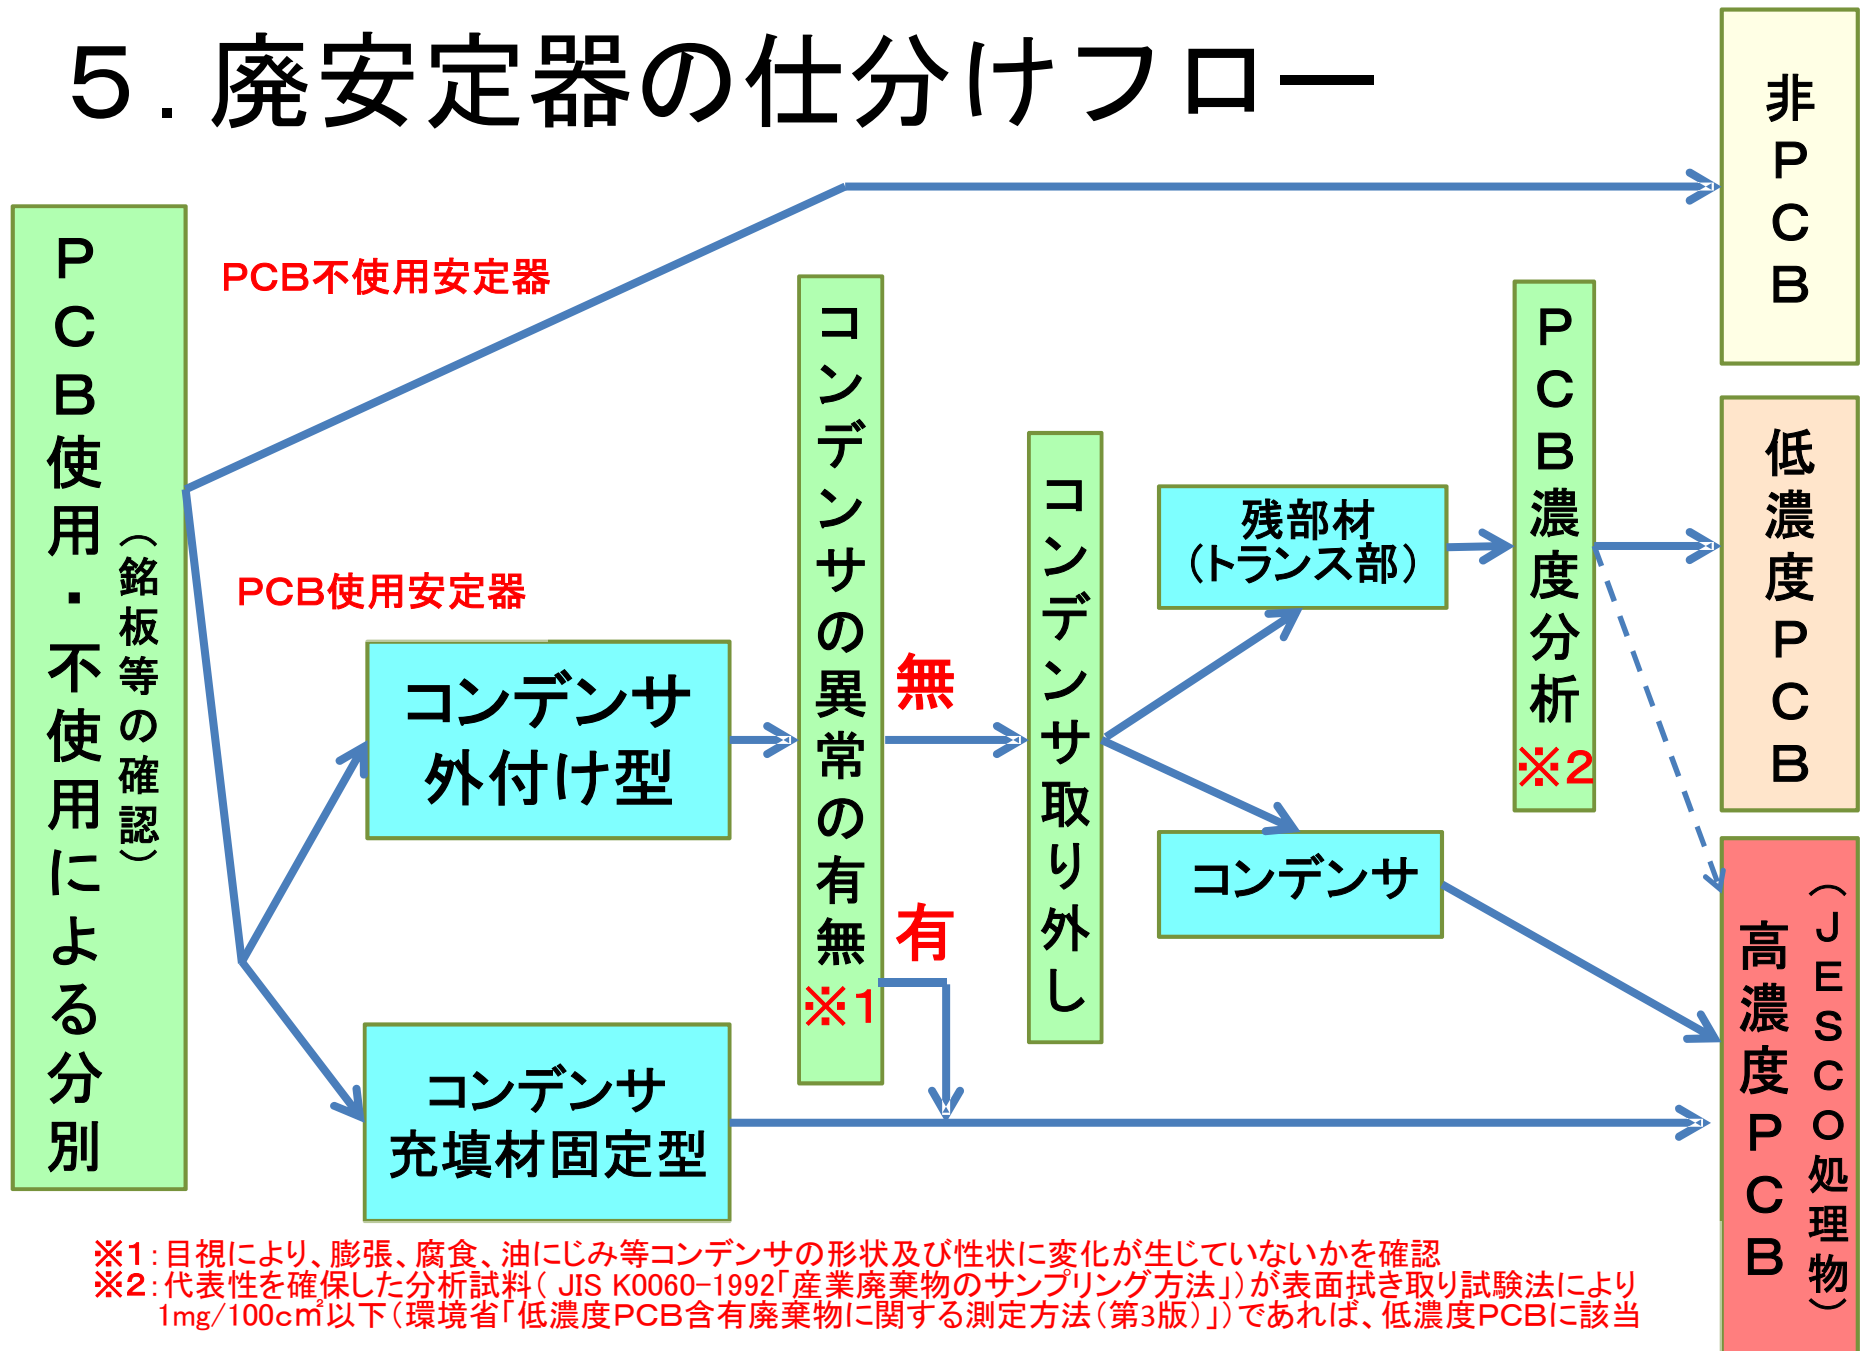 ５．廃安定器の仕分けフロー
ＰＣＢ使用・不使用による分別
（銘板等の確認）
PCB不使用安定器
PCB使用安定器
コンデンサ
外付け型
コンデンサ
充填材固定型
コンデンサの異常の有無
※１
無
有
コンデンサ取り外し
残部材
（トランス部）
コンデンサ
ＰＣＢ濃度分析
※２
非ＰＣＢ
低濃度ＰＣＢ
高濃度ＰＣＢ
（ＪＥＳＣＯ処理物）
※１：目視により、膨張、腐食、油にじみ等コンデンサの形状及び性状に変化が生じていないかを確認
※２：代表性を確保した分析試料（ JIS K0060-1992「産業廃棄物のサンプリング方法」）が表面拭き取り試験法により
1mg/100c㎡以下（環境省「低濃度PCB含有廃棄物に関する測定方法（第3版）」）であれば、低濃度PCBに該当